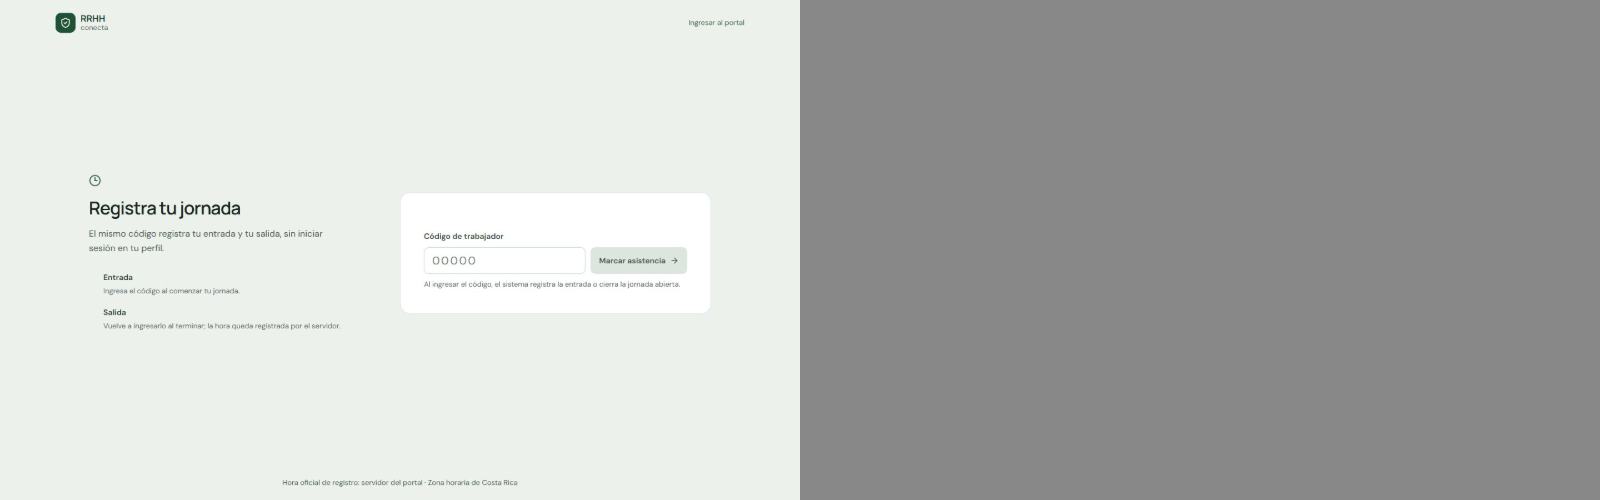 RRHH
conecta
Ingresar al portal
Registra tu jornada
El mismo código registra tu entrada y tu salida, sin iniciar
sesión en tu perfil.
Entrada
Ingresa el código al comenzar tu jornada.
Salida
Vuelve a ingresarlo al terminar; la hora queda registrada por el servidor.
Código de trabajador
00000
Marcar asistencia →
Al ingresar el código, el sistema registra la entrada o cierra la jornada abierta.
Hora oficial de registro: servidor del portal · Zona horaria de Costa Rica